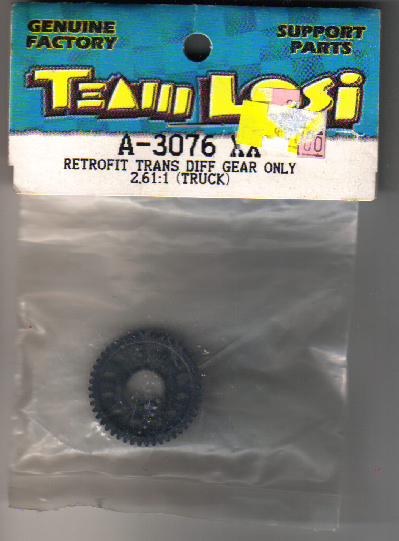 GENUINE
FACTORY
SUPPORT
PARTS
TEAM LOSI
A-3076 XX
RETROFIT TRANS DIFF GEAR ONLY
2.61:1 (TRUCK)